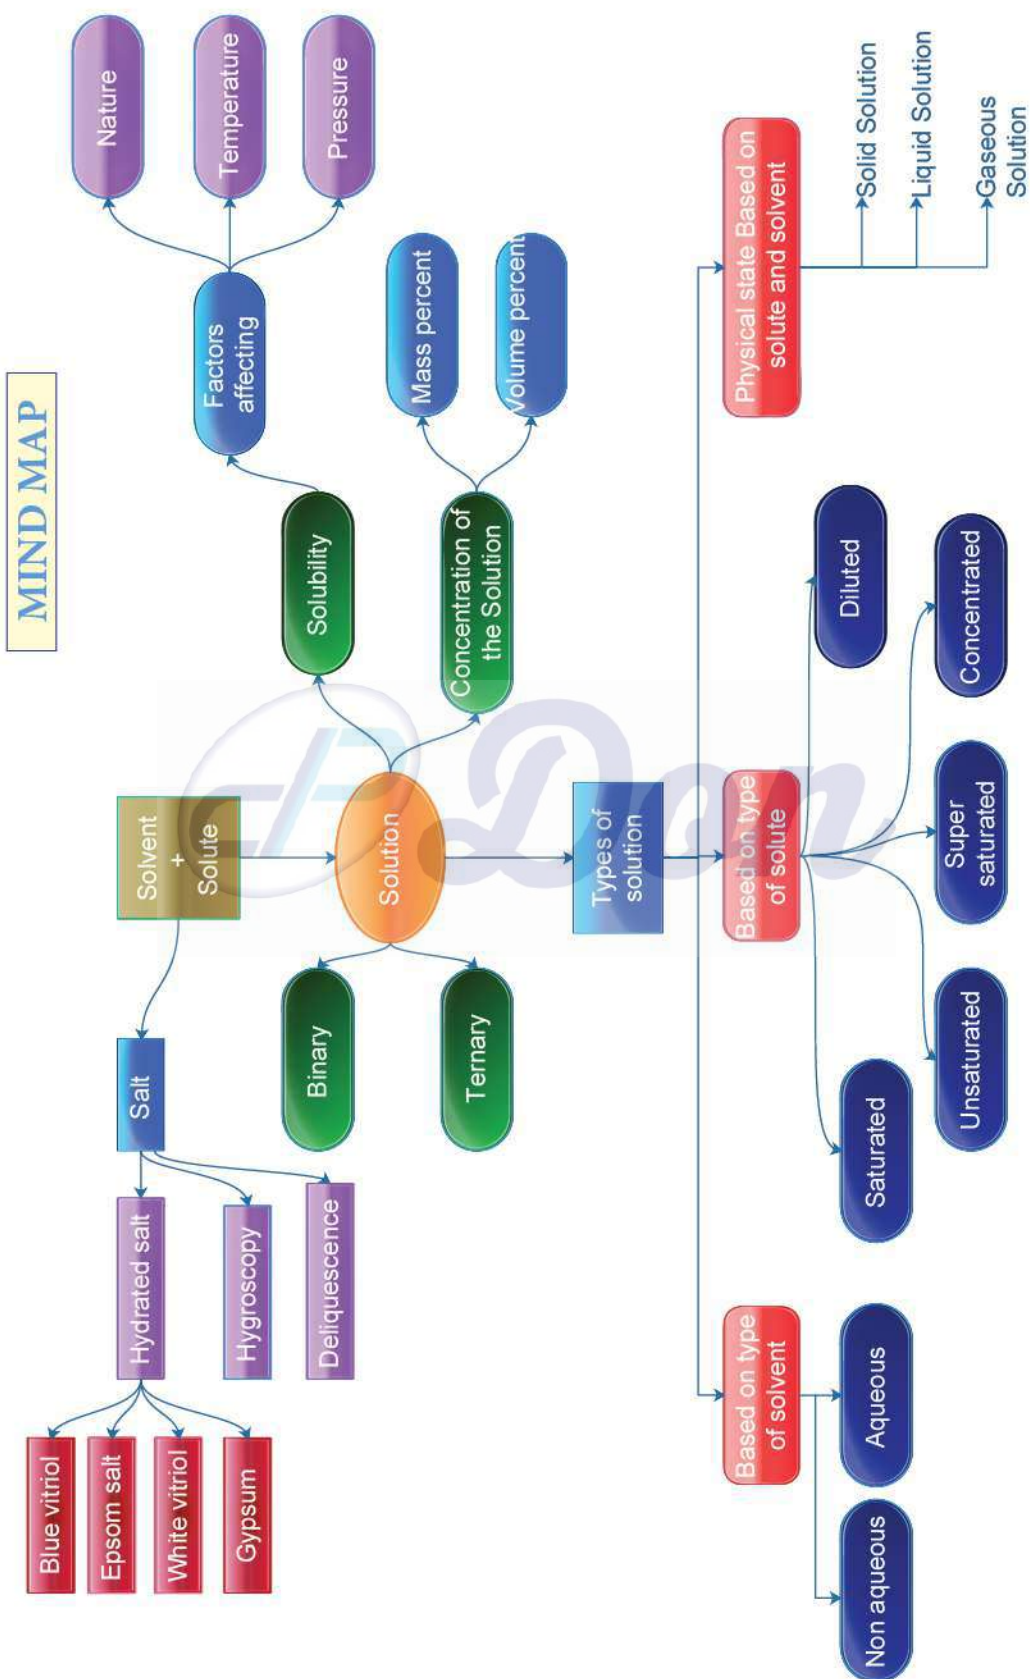 MIND MAP
Blue vitriol
Epsom salt
White vitriol
Gypsum
Hydrated salt
Hygroscopy
Deliquescence
Salt
Solvent
+
Solute
Nature
Temperature
Pressure
Factors
affecting
Solubility
Mass percent
Volume percent
Concentration of
the Solution
Solution
Binary
Ternary
Types of
solution
Based on type
of solvent
Non aqueous
Aqueous
Based on type
of solute
Saturated
Unsaturated
Super
saturated
Concentrated
Diluted
Physical state Based on
solute and solvent
Solid Solution
Liquid Solution
Gaseous
Solution
Don